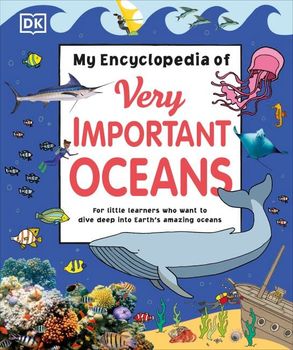 DK
My Encyclopedia of
Very
IMPORTANT
OCEANS
For little learners who want to
dive deep into Earth's amazing oceans